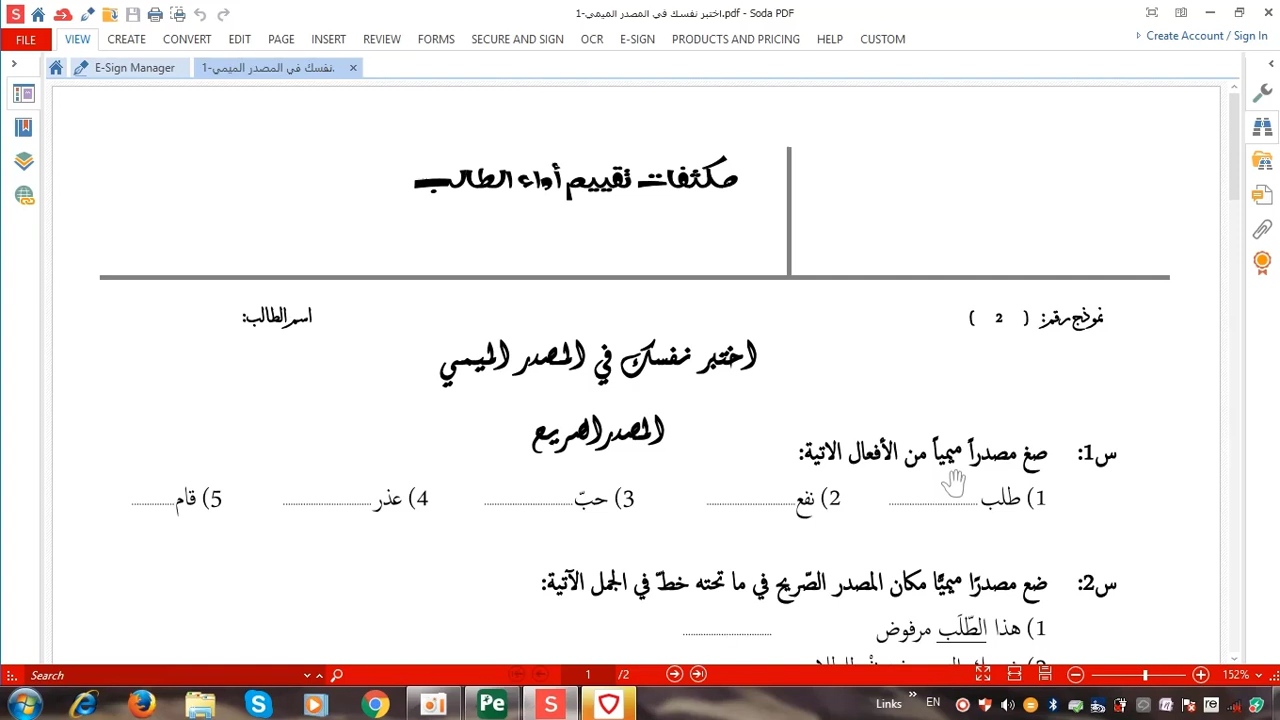 اختبر نفسك في المصدر الميمي-1.pdf - Soda PDF
FILE VIEW CREATE CONVERT EDIT PAGE INSERT REVIEW FORMS SECURE AND SIGN OCR E-SIGN PRODUCTS AND PRICING HELP CUSTOM Create Account / Sign In
E-Sign Manager نفسك في المصدر الميمي-1.
مكثفات تقييم أداء الطالب
نموذج رقم: ( 2 ) اسم الطالب:
اختبر نفسك في المصدر الميمي
المصدر الصريح
س1: صغ مصدراً ميمياً من الأفعال الاتية:
1) طلب .............. 2) نفع .............. 3) حبّ .............. 4) عذر .............. 5) قام ..............
س2: ضع مصدرًا ميميًّا مكان المصدر الصّريح في ما تحته خطّ في الجمل الآتية:
1) هذا الطّلَب مرفوض ..............
Search 1 /2 152%
Links EN